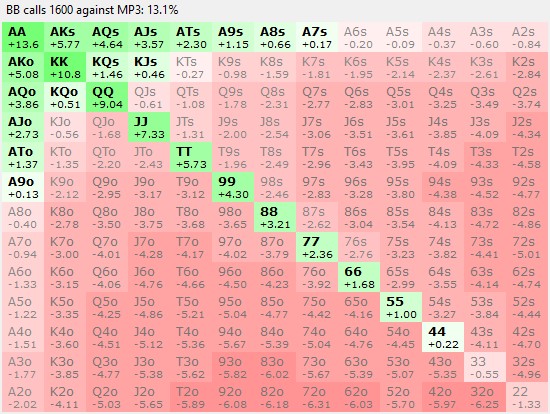 BB calls 1600 against MP3: 13.1%
AA AKs AQs AJs ATs A9s A8s A7s A6s A5s A4s A3s A2s
+13.6 +5.77 +4.64 +3.57 +2.30 +1.15 +0.66 +0.17 -0.20 -0.09 -0.37 -0.60 -0.84
AKo KK KQs KJs KTs K9s K8s K7s K6s K5s K4s K3s K2s
+5.08 +10.8 +1.46 +0.46 -0.27 -0.98 -1.59 -1.81 -1.95 -2.14 -2.37 -2.61 -2.84
AQo KQo QQ QJs QTs Q9s Q8s Q7s Q6s Q5s Q4s Q3s Q2s
+3.86 +0.51 +9.04 -0.61 -1.08 -1.78 -2.31 -2.77 -2.83 -3.01 -3.25 -3.49 -3.74
AJo KJo QJo JJ JTs J9s J8s J7s J6s J5s J4s J3s J2s
+2.73 -0.56 -1.68 +7.33 -1.31 -2.00 -2.54 -3.06 -3.51 -3.61 -3.85 -4.09 -4.34
ATo KTo QTo JTo TT T9s T8s T7s T6s T5s T4s T3s T2s
+1.37 -1.35 -2.20 -2.43 +5.73 -1.96 -2.49 -2.96 -3.43 -3.95 -4.09 -4.33 -4.58
A9o K9o Q9o J9o T9o 99 98s 97s 96s 95s 94s 93s 92s
+0.13 -2.12 -2.95 -3.17 -3.12 +4.30 -2.46 -2.83 -3.28 -3.80 -4.38 -4.52 -4.77
A8o K8o Q8o J8o T8o 98o 88 87s 86s 85s 84s 83s 82s
-0.40 -2.78 -3.50 -3.75 -3.68 -3.65 +3.21 -2.62 -3.04 -3.54 -4.13 -4.72 -4.86
A7o K7o Q7o J7o T7o 97o 87o 77 76s 75s 74s 73s 72s
-0.94 -3.00 -4.01 -4.28 -4.17 -4.02 -3.79 +2.36 -2.76 -3.23 -3.82 -4.41 -5.01
A6o K6o Q6o J6o T6o 96o 86o 76o 66 65s 64s 63s 62s
-1.33 -3.15 -4.06 -4.76 -4.66 -4.50 -4.23 -3.92 +1.68 -2.99 -3.55 -4.14 -4.74
A5o K5o Q5o J5o T5o 95o 85o 75o 65o 55 54s 53s 52s
-1.22 -3.35 -4.25 -4.86 -5.21 -5.04 -4.77 -4.42 -4.16 +1.00 -3.27 -3.84 -4.44
A4o K4o Q4o J4o T4o 94o 84o 74o 64o 54o 44 43s 42s
-1.51 -3.60 -4.51 -5.12 -5.36 -5.67 -5.39 -5.04 -4.76 -4.45 +0.22 -4.11 -4.70
A3o K3o Q3o J3o T3o 93o 83o 73o 63o 53o 43o 33 32s
-1.77 -3.85 -4.77 -5.38 -5.62 -5.82 -6.02 -5.67 -5.39 -5.07 -5.35 -0.55 -4.96
A2o K2o Q2o J2o T2o 92o 82o 72o 62o 52o 42o 32o 22
-2.02 -4.11 -5.03 -5.65 -5.89 -6.08 -6.18 -6.31 -6.03 -5.70 -5.97 -6.25 -1.33